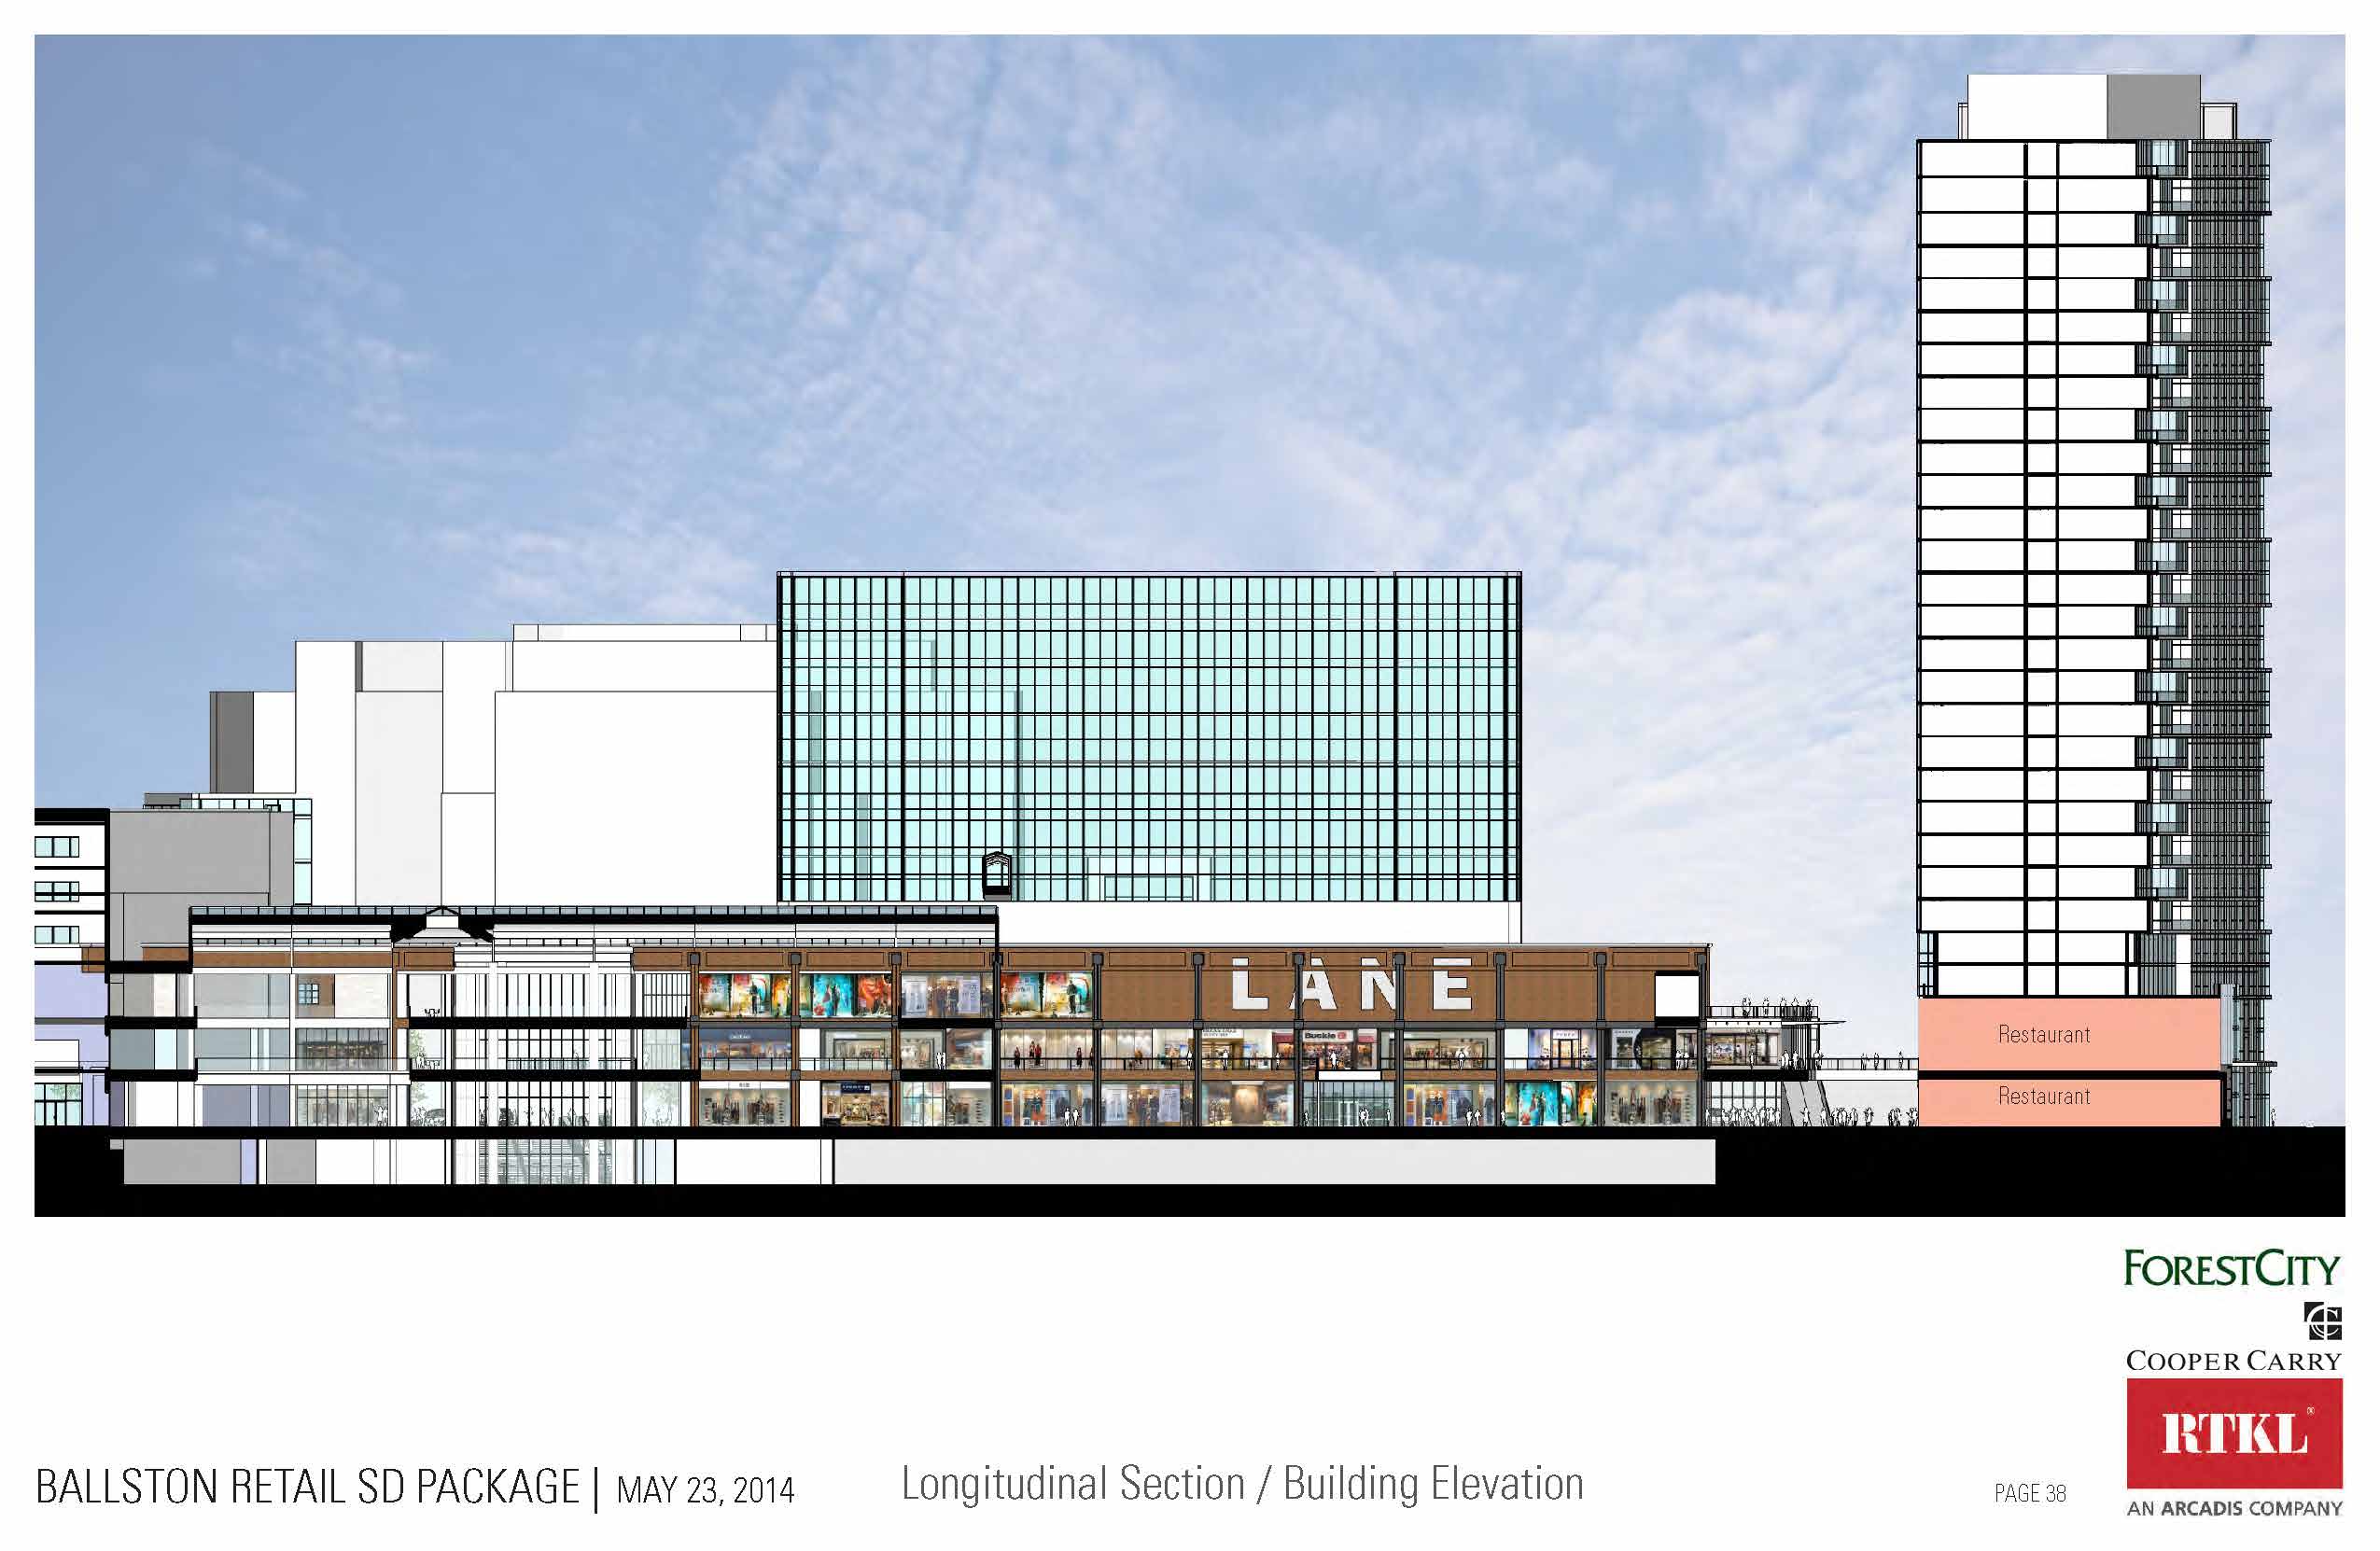 LANE
Buckle
Restaurant
Restaurant
FORESTCITY
COOPER CARRY
RTKL®
AN ARCADIS COMPANY
BALLSTON RETAIL SD PACKAGE | MAY 23, 2014
Longitudinal Section / Building Elevation
PAGE 38